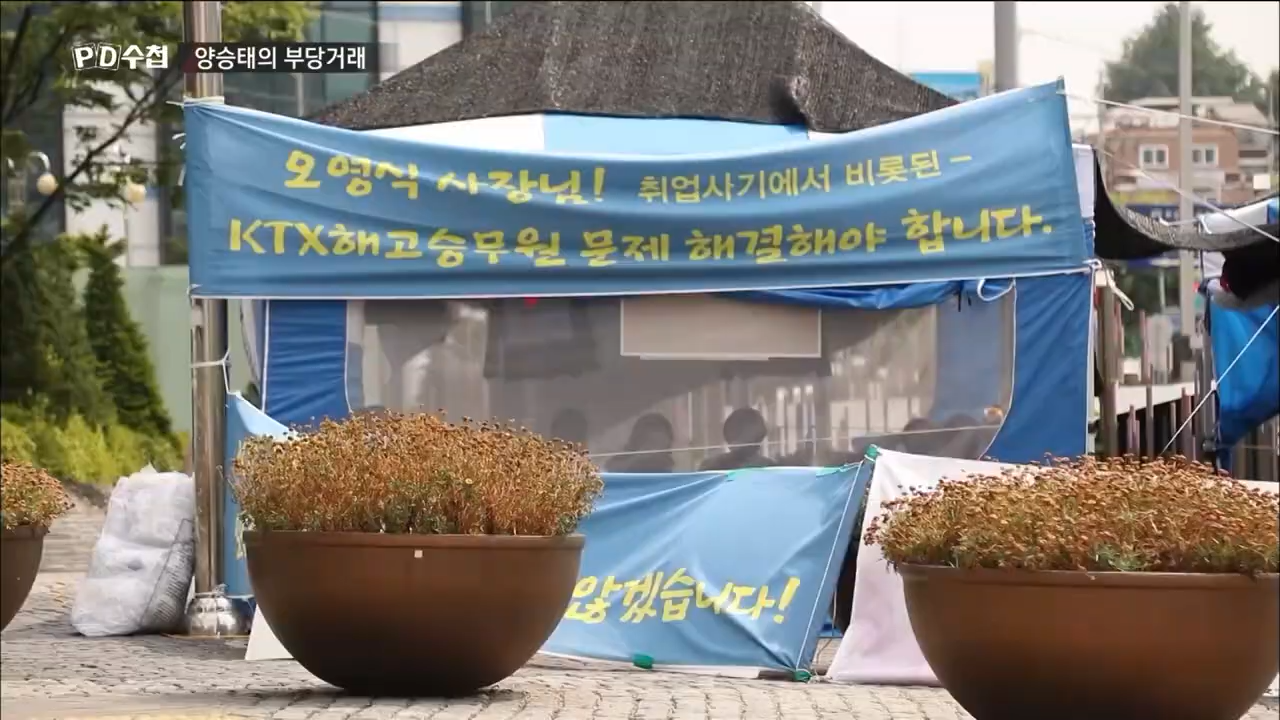 PD수첩 양승태의 부당거래
오영식 사장님! 취업사기에서 비롯된 -
KTX해고승무원 문제 해결해야 합니다.
않겠습니다!